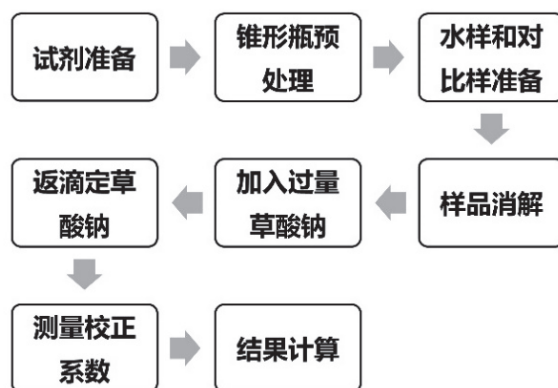 试剂准备
锥形瓶预
处理
水样和对
比样准备
样品消解
加入过量
草酸钠
返滴定草
酸钠
测量校正
系数
结果计算